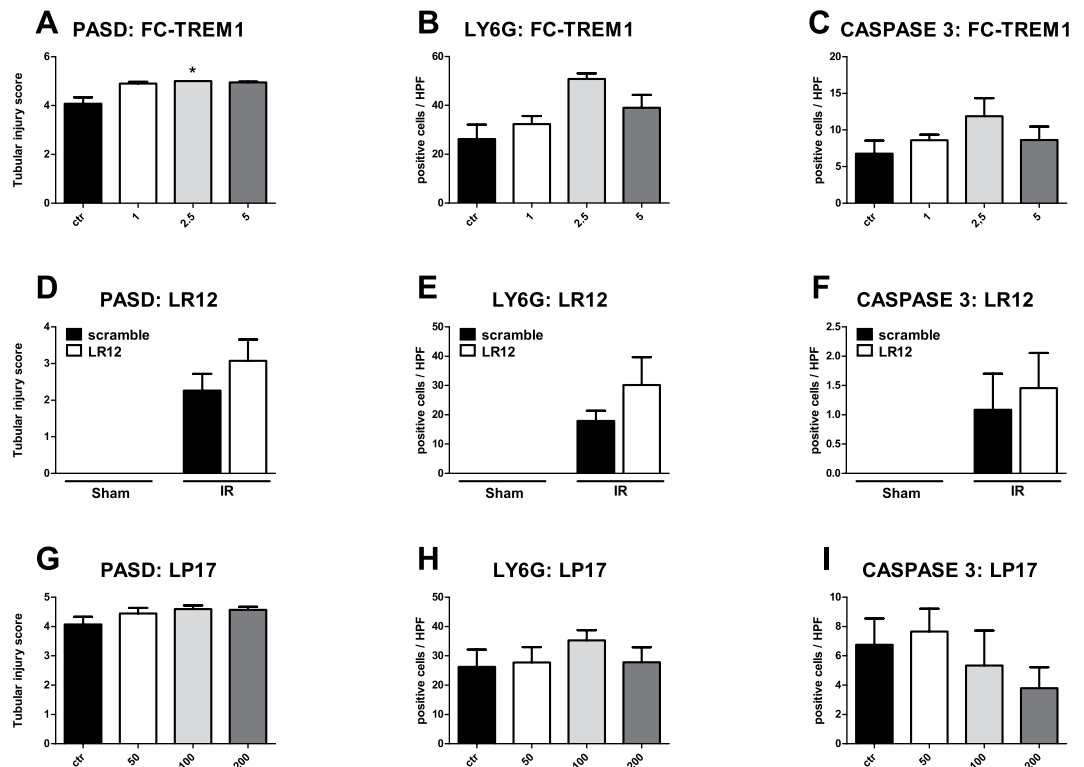 A PASD: FC-TREM1
Tubular injury score
6
4
2
0
*
ctr 1 2.5 5
B LY6G: FC-TREM1
positive cells / HPF
60
40
20
0
ctr 1 2.5 5
C CASPASE 3: FC-TREM1
positive cells / HPF
20
15
10
5
0
ctr 1 2,5 5
D PASD: LR12
Tubular injury score
4
3
2
1
0
scramble
LR12
Sham IR
E LY6G: LR12
positive cells / HPF
50
40
30
20
10
0
scramble
LR12
Sham IR
F CASPASE 3: LR12
positive cells / HPF
2.5
2.0
1.5
1.0
0.5
0.0
scramble
LR12
Sham IR
G PASD: LP17
Tubular injury score
5
4
3
2
1
0
ctr 50 100 200
H LY6G: LP17
positive cells / HPF
50
40
30
20
10
0
ctr 50 100 200
I CASPASE 3: LP17
positive cells / HPF
10
8
6
4
2
0
ctr 50 100 200